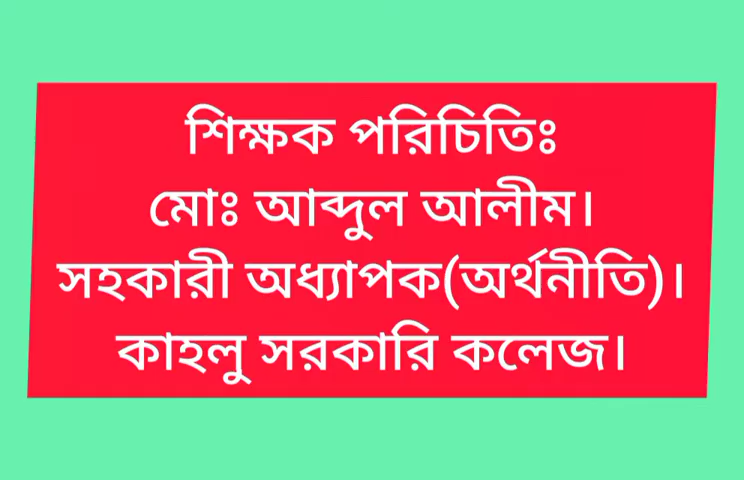 শিক্ষক পরিচিতিঃ
মোঃ আব্দুল আলীম।
সহকারী অধ্যাপক(অর্থনীতি)।
কাহলু সরকারি কলেজ।